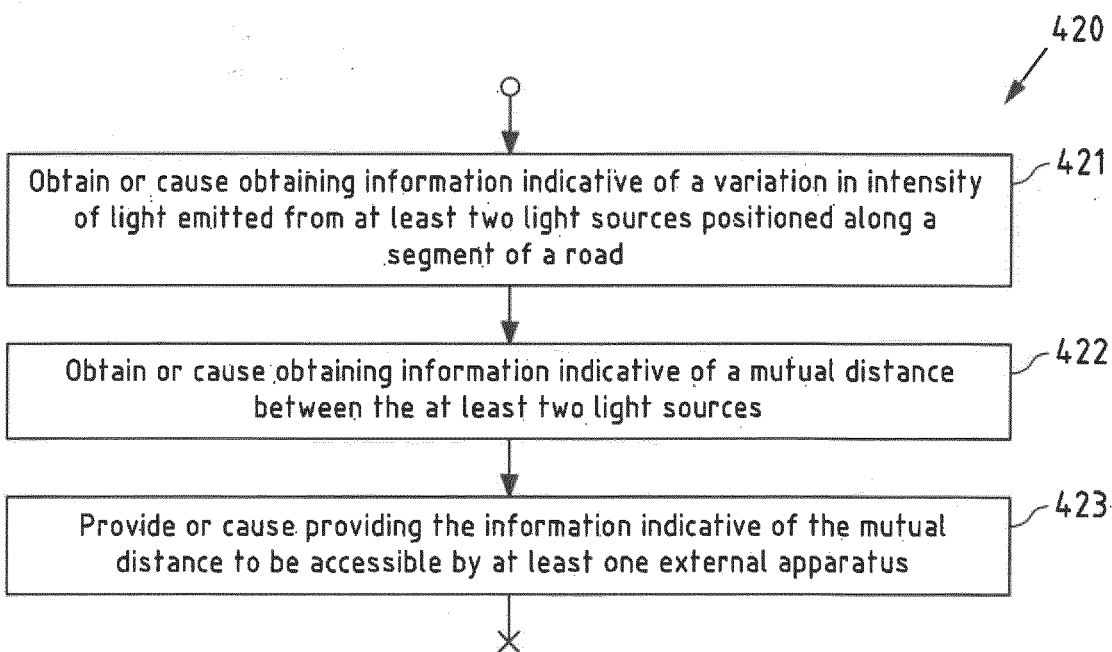 420
Obtain or cause obtaining information indicative of a variation in intensity
of light emitted from at least two light sources positioned along a
segment of a road
421
Obtain or cause obtaining information indicative of a mutual distance
between the at least two light sources
422
Provide or cause providing the information indicative of the mutual
distance to be accessible by at least one external apparatus
423